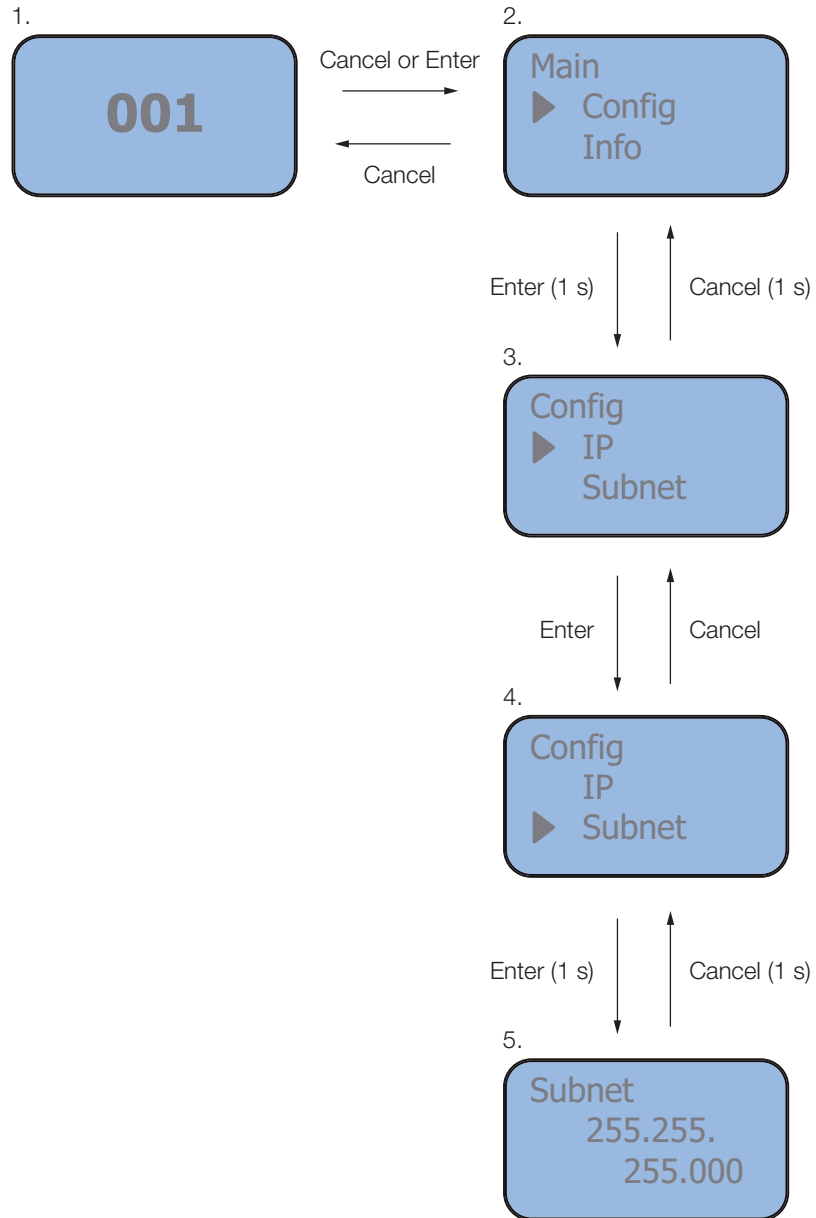 1.
001
Cancel or Enter
Cancel
2.
Main
Config
Info
Enter (1 s)
Cancel (1 s)
3.
Config
IP
Subnet
Enter
Cancel
4.
Config
IP
Subnet
Enter (1 s)
Cancel (1 s)
5.
Subnet
255.255.
255.000